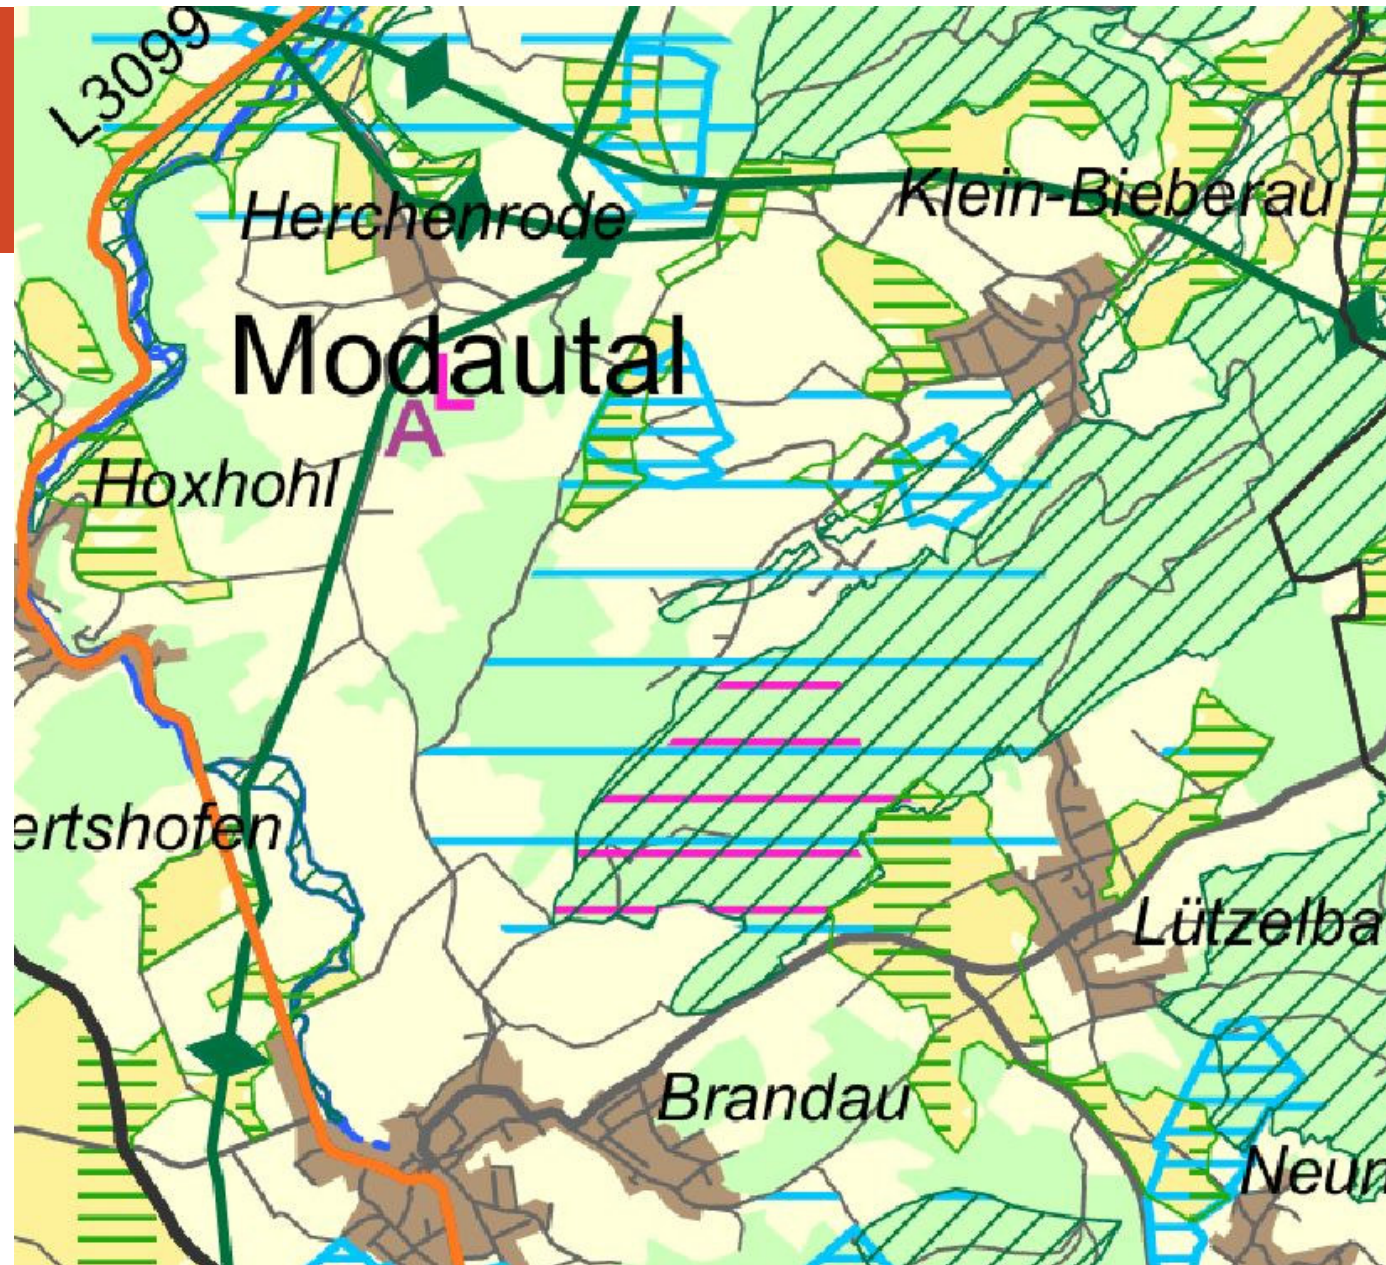 L3099
Herchenrode
Klein-Bieberau
Modautal
L
A
Hoxhohl
ertshofen
Lützelba
Brandau
Neun